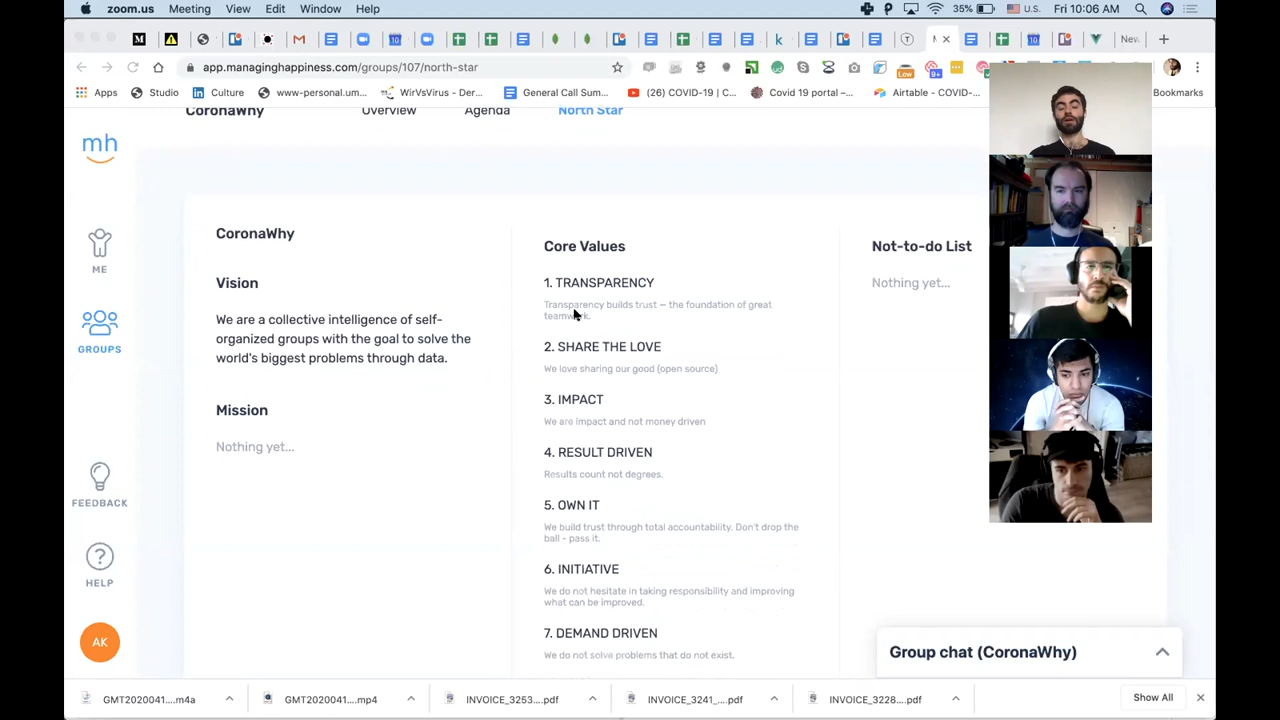 zoom.us Meeting View Edit Window Help 35% U.S. Fri 10:06 AM
New
app.managinghappiness.com/groups/107/north-star
Low 9+
Apps Studio Culture www-personal.um... WirVsVirus - Der... General Call Sum... (26) COVID-19 | C... Covid 19 portal –... Airtable - COVID-... Bookmarks
CoronaWhy Overview Agenda North Star
mh
ME
GROUPS
FEEDBACK
HELP
AK
CoronaWhy
Vision
We are a collective intelligence of self-
organized groups with the goal to solve the
world's biggest problems through data.
Mission
Nothing yet...
Core Values
1. TRANSPARENCY
Transparency builds trust – the foundation of great
teamwork.
2. SHARE THE LOVE
We love sharing our good (open source)
3. IMPACT
We are impact and not money driven
4. RESULT DRIVEN
Results count not degrees.
5. OWN IT
We build trust through total accountability. Don't drop the
ball - pass it.
6. INITIATIVE
We do not hesitate in taking responsibility and improving
what can be improved.
7. DEMAND DRIVEN
We do not solve problems that do not exist.
Not-to-do List
Nothing yet...
Group chat (CoronaWhy)
GMT2020041....m4a GMT2020041....mp4 INVOICE_3253....pdf INVOICE_3241_....pdf INVOICE_3228....pdf Show All